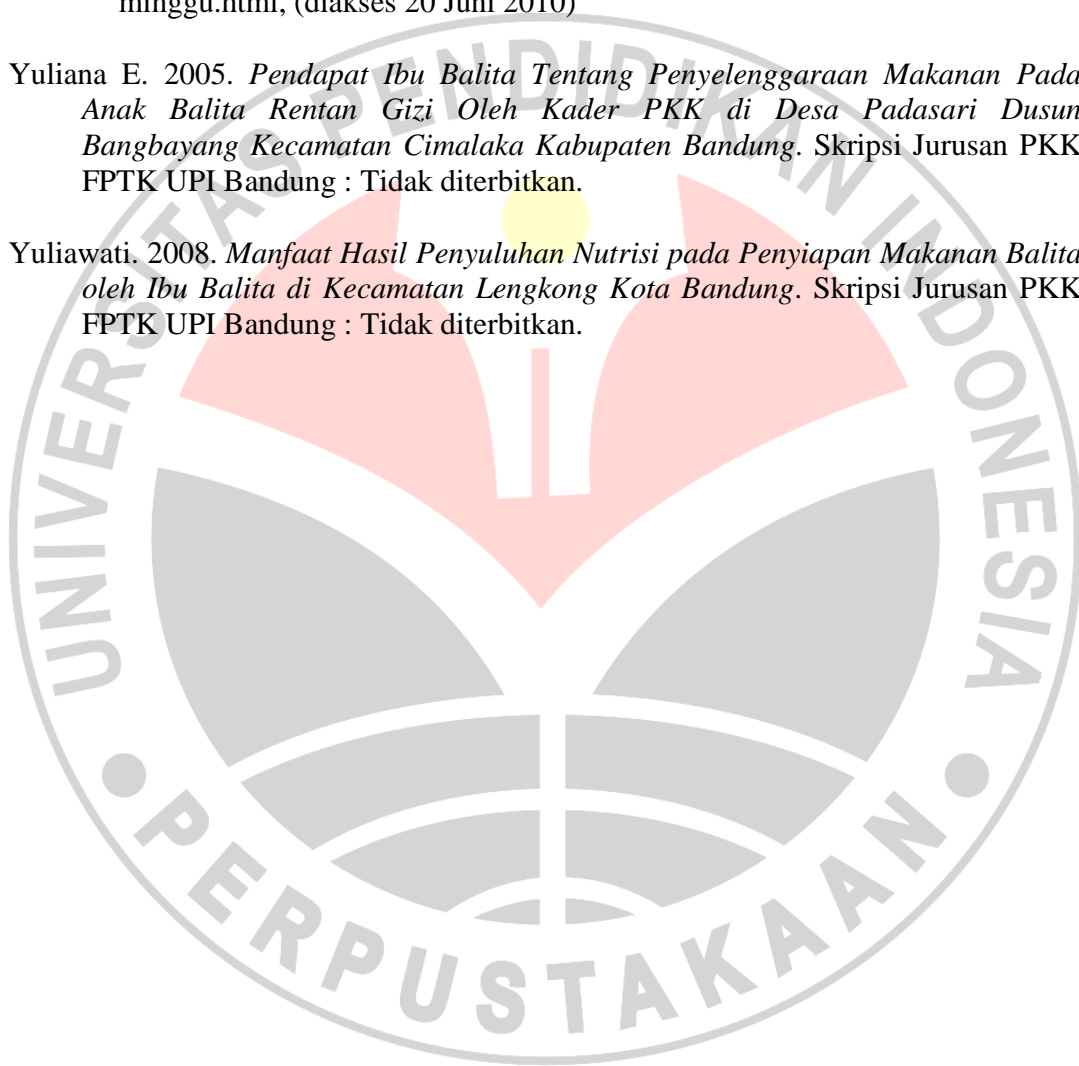 minggu.html, (diakses 20 Juni 2010)
Yuliana E. 2005. Pendapat Ibu Balita Tentang Penyelenggaraan Makanan Pada
Anak Balita Rentan Gizi Oleh Kader PKK di Desa Padasari Dusun
Bangbayang Kecamatan Cimalaka Kabupaten Bandung. Skripsi Jurusan PKK
FPTK UPI Bandung : Tidak diterbitkan.
Yuliawati. 2008. Manfaat Hasil Penyuluhan Nutrisi pada Penyiapan Makanan Balita
oleh Ibu Balita di Kecamatan Lengkong Kota Bandung. Skripsi Jurusan PKK
FPTK UPI Bandung : Tidak diterbitkan.
UNIVERSITAS PENDIDIKAN INDONESIA
PERPUSTAKAAN